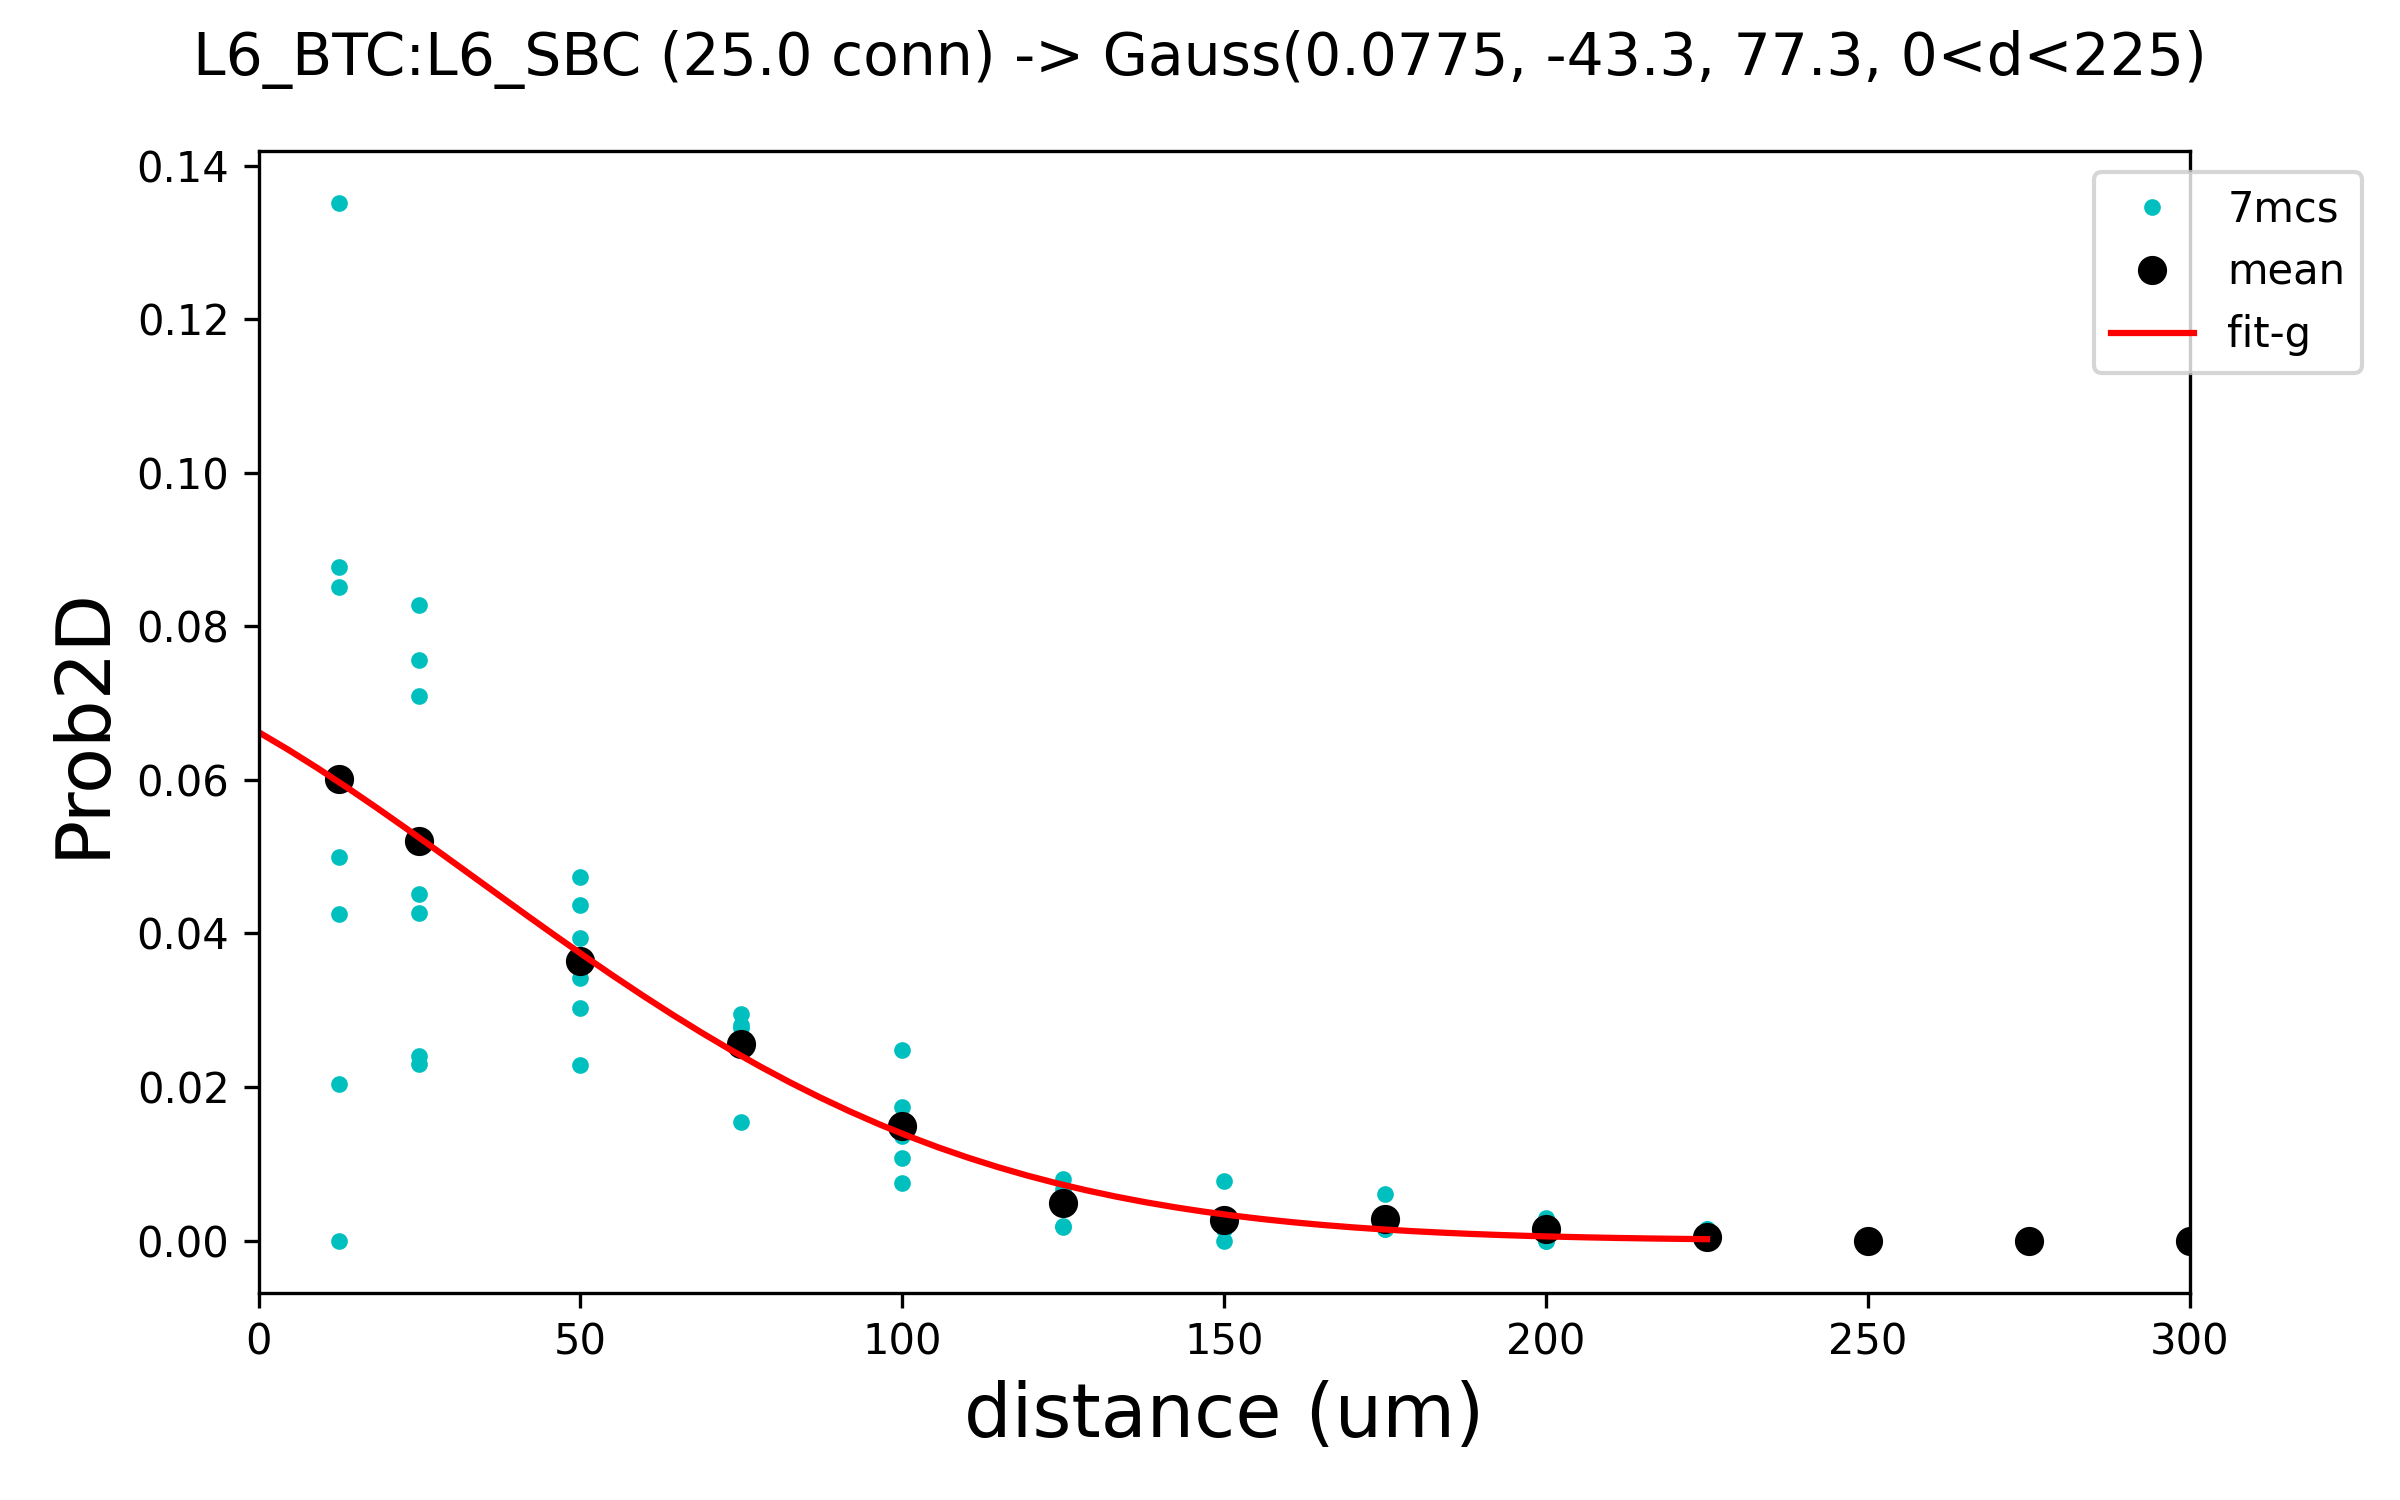 L6_BTC:L6_SBC (25.0 conn) -> Gauss(0.0775, -43.3, 77.3, 0<d<225)
0.14
0.12
0.10
0.08
0.06
0.04
0.02
0.00
Prob2D
7mcs
mean
fit-g
0 50 100 150 200 250 300
distance (um)